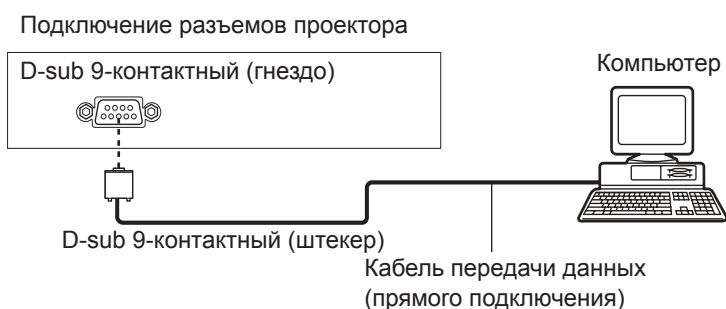 Подключение разъемов проектора
D-sub 9-контактный (гнездо)
Компьютер
D-sub 9-контактный (штекер)
Кабель передачи данных
(прямого подключения)